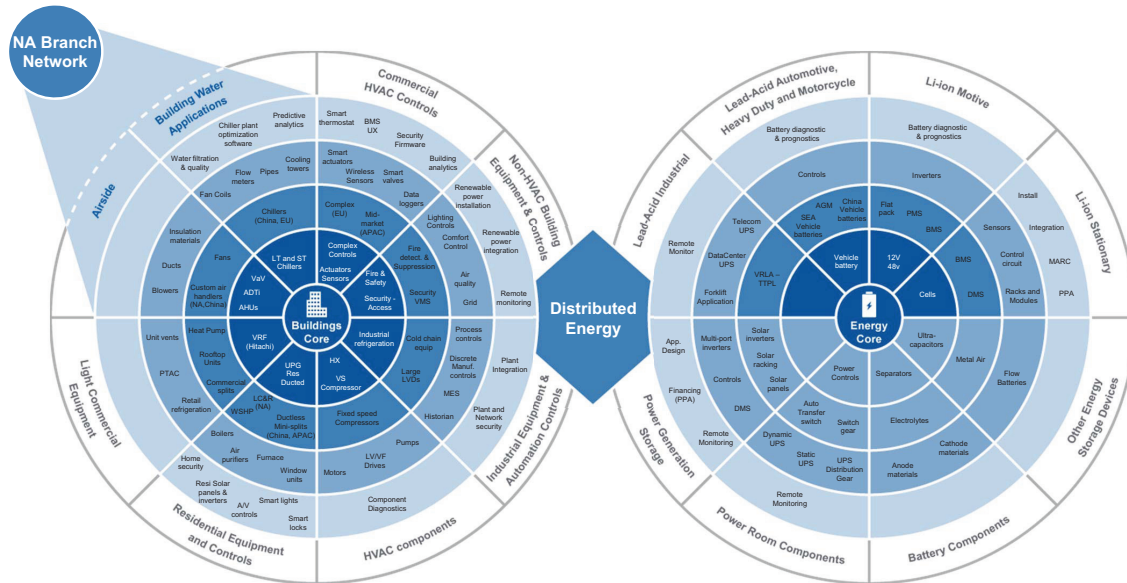 NA Branch
Network
Airside
Building Water
Applications
Commercial
HVAC Controls
Non-HVAC Building
Equipment & Controls
Industrial Equipment &
Automation Controls
HVAC components
Residential Equipment
and Controls
Light Commercial
Equipment
Buildings
Core
Predictive
analytics
Chiller plant
optimization
software
Water filtration
& quality
Flow
meters
Pipes
Cooling
towers
Fan Coils
Chillers
(China, EU)
LT and ST
Chillers
Smart
thermostat
BMS
UX
Security
Firmware
Building
analytics
Smart
actuators
Wireless
Sensors
Smart
valves
Data
loggers
Complex
(EU)
Mid-
market
(APAC)
Complex
Controls
Actuators
Sensors
Renewable
power
installation
Renewable
power
integration
Remote
monitoring
Lighting
Controls
Comfort
Control
Air
quality
Grid
Fire
detect. &
Suppression
Security
VMS
Fire &
Safety
Security -
Access
Insulation
materials
Ducts
Blowers
Fans
Custom air
handlers
(NA,China)
VaV
ADTi
AHUs
Unit vents
PTAC
Retail
refrigeration
Heat Pump
Rooftop
Units
Commercial
splits
VRF
(Hitachi)
Industrial
refrigeration
Cold chain
equip
Large
LVDs
Process
controls
Discrete
Manuf.
controls
MES
Historian
Plant
Integration
Plant and
Network
security
UPG
Res
Ducted
WSHP
LC&R
(NA)
Ductless
Mini-splits
(China, APAC)
Boilers
Air
purifiers
Furnace
Window
units
Home
security
Resi Solar
panels &
inverters
A/V
controls
Smart lights
Smart
locks
HX
VS
Compressor
Fixed speed
Compressors
Pumps
LV/VF
Drives
Motors
Component
Diagnostics
Distributed
Energy
Lead-Acid Industrial
Lead-Acid Automotive,
Heavy Duty and Motorcycle
Li-ion Motive
Li-ion Stationary
Other Energy
Storage Devices
Battery Components
Power Room Components
Power Generation
Storage
Energy
Core
Battery diagnostic
& prognostics
Controls
AGM
China
Vehicle
batteries
SEA
Vehicle
batteries
Vehicle
battery
Battery diagnostic
& prognostics
Inverters
Flat
pack
PMS
BMS
12V
48v
Install
Integration
MARC
PPA
Sensors
Control
circuit
Racks and
Modules
BMS
DMS
Cells
Remote
Monitor
Telecom
UPS
DataCenter
UPS
Forklift
Application
VRLA –
TTPL
App.
Design
Financing
(PPA)
Remote
Monitoring
Multi-port
inverters
Controls
DMS
Solar
inverters
Solar
racking
Solar
panels
Power
Controls
Auto
Transfer
switch
Switch
gear
Dynamic
UPS
Static
UPS
UPS
Distribution
Gear
Remote
Monitoring
Ultra-
capacitors
Metal Air
Flow
Batteries
Separators
Electrolytes
Cathode
materials
Anode
materials